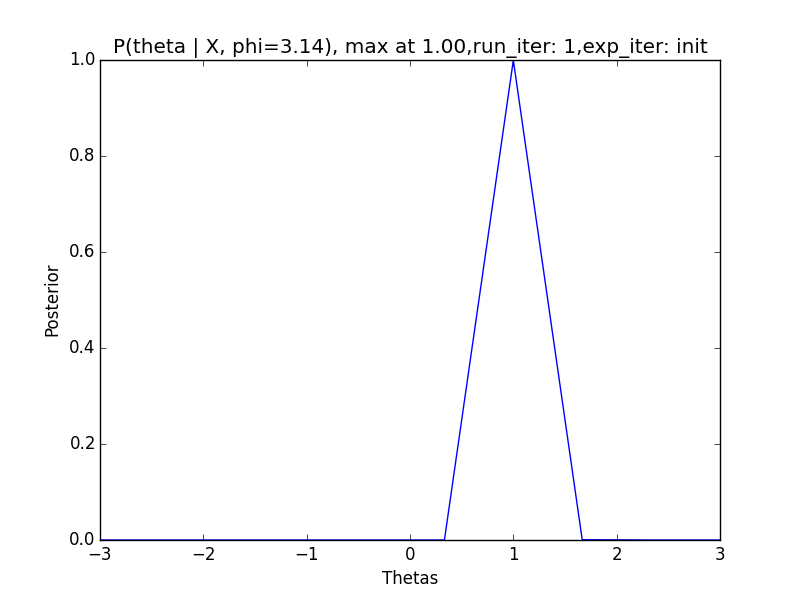 P(theta | X, phi=3.14), max at 1.00,run_iter: 1,exp_iter: init
1.0
0.8
0.6
0.4
0.2
0.0
Posterior
−3 −2 −1 0 1 2 3
Thetas